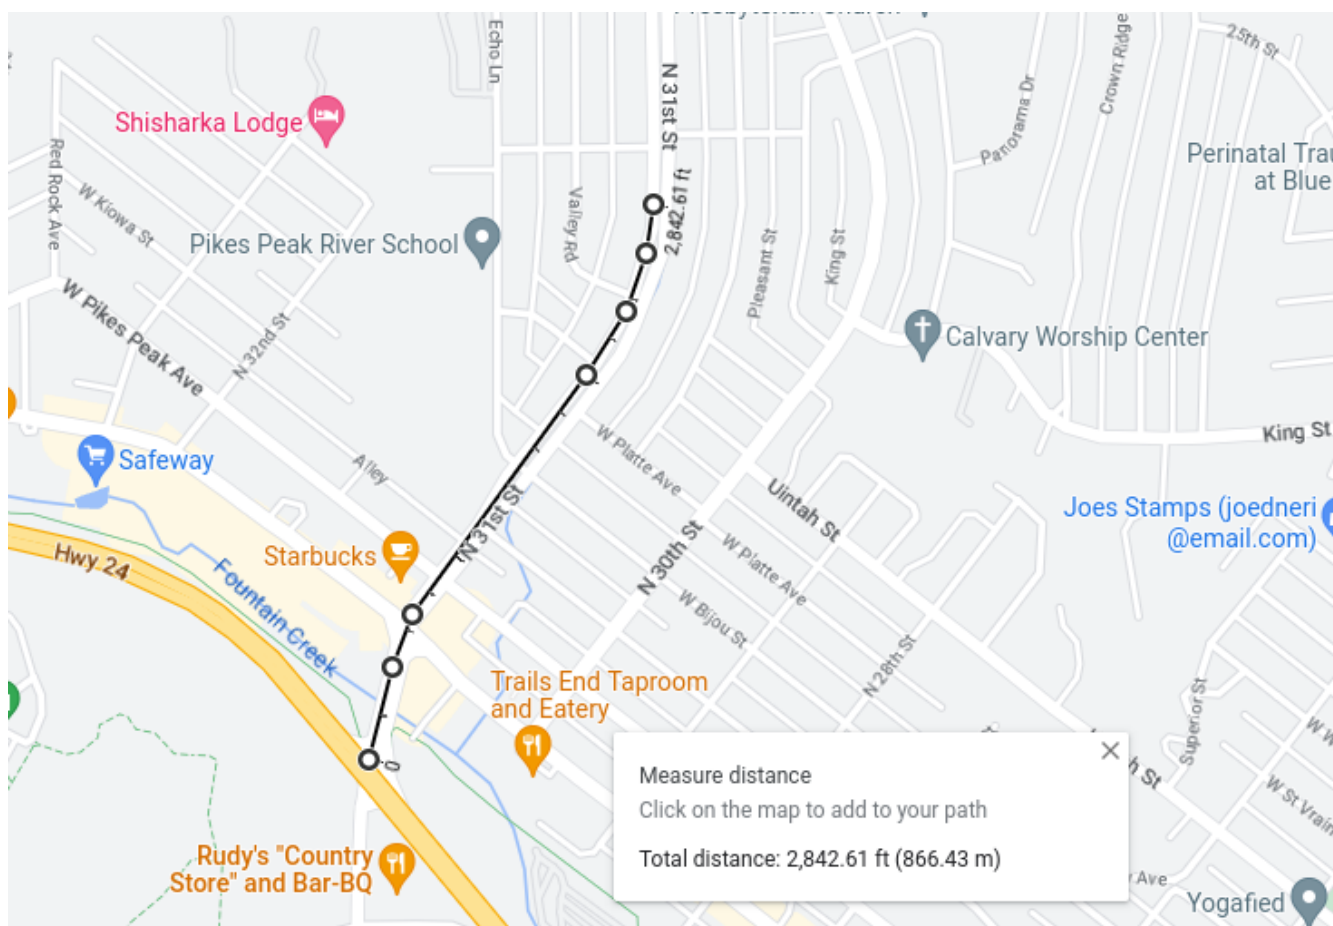 Presbyterian Church
Echo Ln
N 31st St
25th St
Crown Ridge
Panorama Dr
Shisharka Lodge
Perinatal Tra
at Blue
Red Rock Ave
W Kiowa St
Valley Rd
2,842.61 ft
Pikes Peak River School
Pleasant St
King St
W Pikes Peak Ave
N 32nd St
Calvary Worship Center
King St
Safeway
Alley
W Platte Ave
Uintah St
Joes Stamps (joedneri
@email.com)
N 31st St
Starbucks
Hwy 24
Fountain Creek
N 30th St
W Platte Ave
W Bijou St
N 28th St
Trails End Taproom
and Eatery
Superior St
0
Measure distance
Click on the map to add to your path
Total distance: 2,842.61 ft (866.43 m)
h St
W St Vrain
Rudy's "Country
Store" and Bar-BQ
Ave
Yogafied